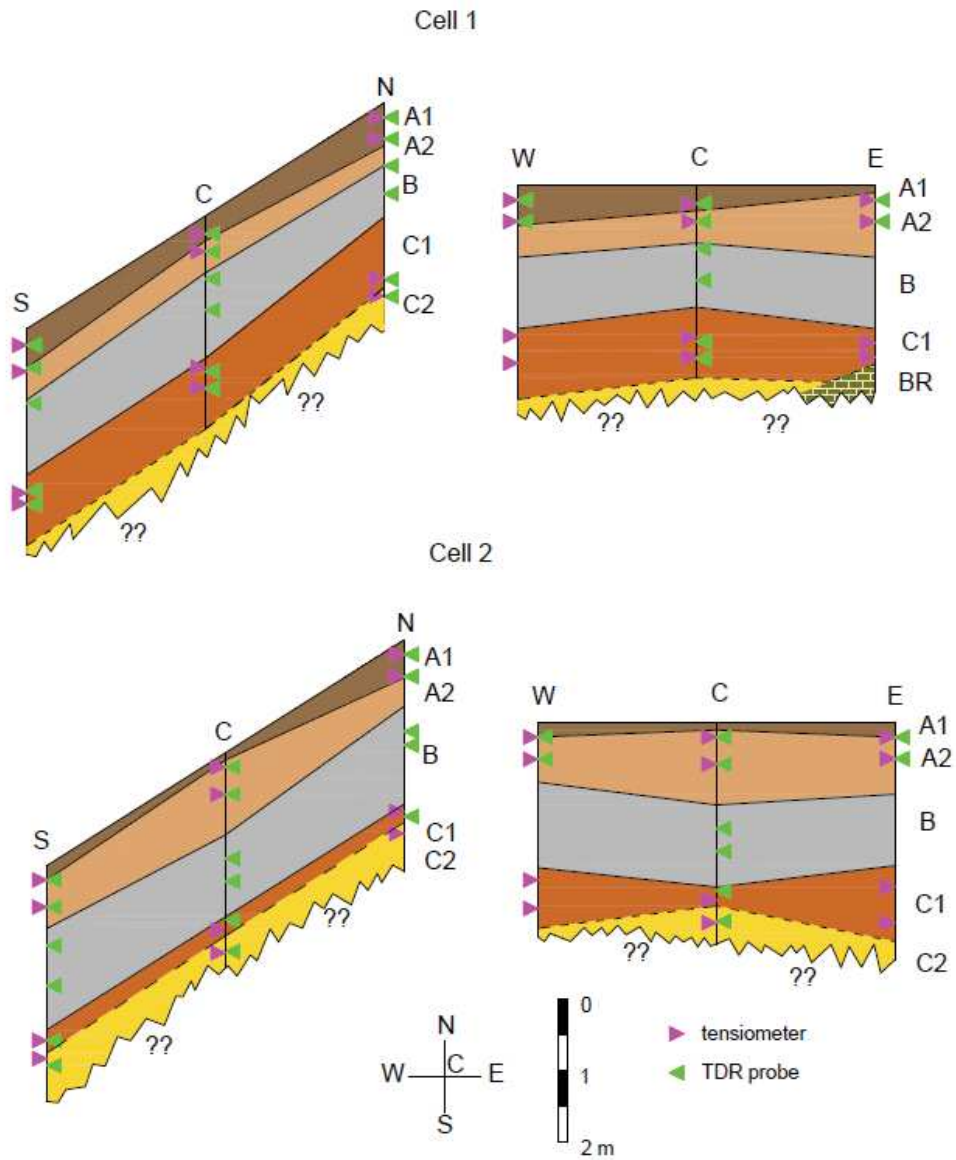 Cell 1
N
A1
A2
B
C1
C2
C
S
??
??
W
C
E
A1
A2
B
C1
BR
??
??
Cell 2
N
A1
A2
B
C1
C2
C
S
??
??
W
C
E
A1
A2
B
C1
C2
??
??
N
W C E
S
0
1
2 m
tensiometer
TDR probe